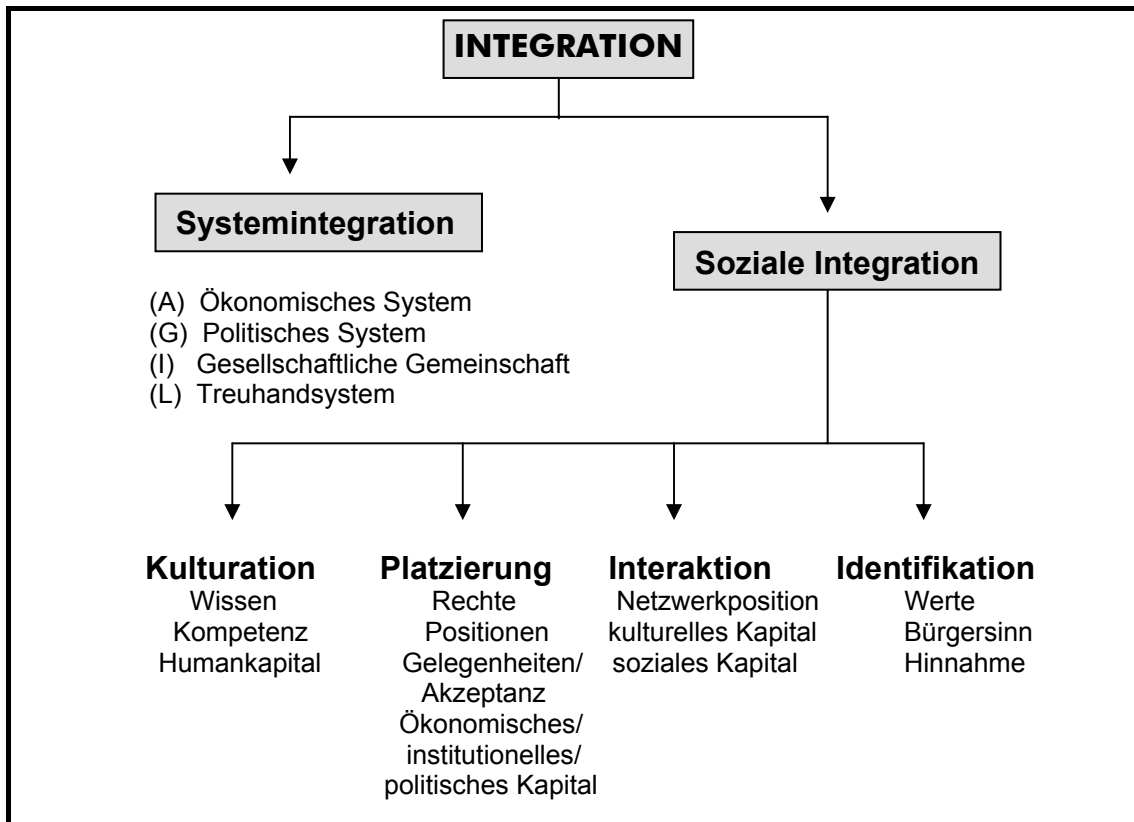 INTEGRATION
Systemintegration
Soziale Integration
(A) Ökonomisches System
(G) Politisches System
(I) Gesellschaftliche Gemeinschaft
(L) Treuhandsystem
Kulturation
Wissen
Kompetenz
Humankapital
Platzierung
Rechte
Positionen
Gelegenheiten/
Akzeptanz
Ökonomisches/
institutionelles/
politisches Kapital
Interaktion
Netzwerkposition
kulturelles Kapital
soziales Kapital
Identifikation
Werte
Bürgersinn
Hinnahme